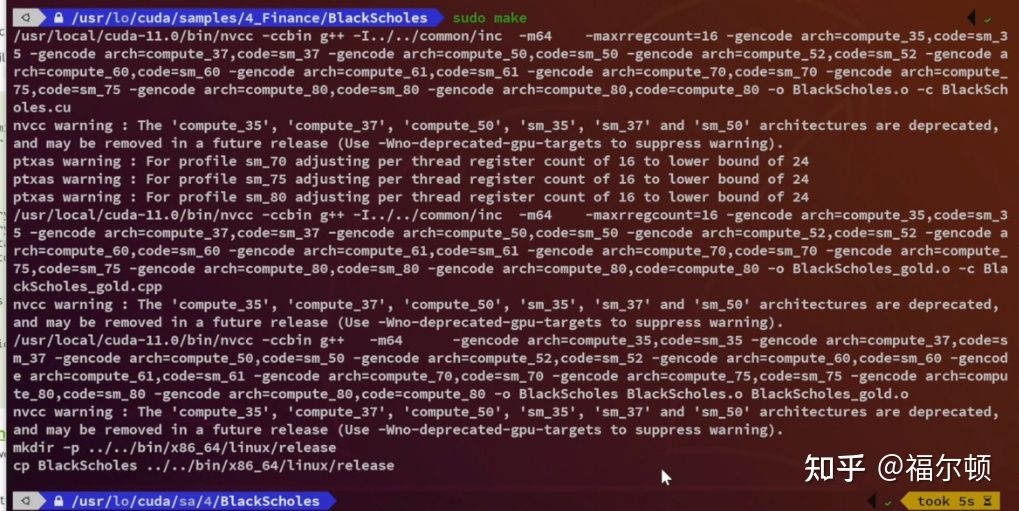 /usr/lo/cuda/samples/4_Finance/BlackScholes sudo make
/usr/local/cuda-11.0/bin/nvcc -ccbin g++ -I../../common/inc  -m64    -maxrregcount=16 -gencode arch=compute_35,code=sm_3
5 -gencode arch=compute_37,code=sm_37 -gencode arch=compute_50,code=sm_50 -gencode arch=compute_52,code=sm_52 -gencode a
rch=compute_60,code=sm_60 -gencode arch=compute_61,code=sm_61 -gencode arch=compute_70,code=sm_70 -gencode arch=compute_
75,code=sm_75 -gencode arch=compute_80,code=sm_80 -gencode arch=compute_80,code=compute_80 -o BlackScholes.o -c BlackSch
oles.cu
nvcc warning : The 'compute_35', 'compute_37', 'compute_50', 'sm_35', 'sm_37' and 'sm_50' architectures are deprecated,
and may be removed in a future release (Use -Wno-deprecated-gpu-targets to suppress warning).
ptxas warning : For profile sm_70 adjusting per thread register count of 16 to lower bound of 24
ptxas warning : For profile sm_75 adjusting per thread register count of 16 to lower bound of 24
ptxas warning : For profile sm_80 adjusting per thread register count of 16 to lower bound of 24
/usr/local/cuda-11.0/bin/nvcc -ccbin g++ -I../../common/inc  -m64    -maxrregcount=16 -gencode arch=compute_35,code=sm_3
5 -gencode arch=compute_37,code=sm_37 -gencode arch=compute_50,code=sm_50 -gencode arch=compute_52,code=sm_52 -gencode a
rch=compute_60,code=sm_60 -gencode arch=compute_61,code=sm_61 -gencode arch=compute_70,code=sm_70 -gencode arch=compute_
75,code=sm_75 -gencode arch=compute_80,code=sm_80 -gencode arch=compute_80,code=compute_80 -o BlackScholes_gold.o -c Bla
ckScholes_gold.cpp
nvcc warning : The 'compute_35', 'compute_37', 'compute_50', 'sm_35', 'sm_37' and 'sm_50' architectures are deprecated,
and may be removed in a future release (Use -Wno-deprecated-gpu-targets to suppress warning).
/usr/local/cuda-11.0/bin/nvcc -ccbin g++   -m64      -gencode arch=compute_35,code=sm_35 -gencode arch=compute_37,code=s
m_37 -gencode arch=compute_50,code=sm_50 -gencode arch=compute_52,code=sm_52 -gencode arch=compute_60,code=sm_60 -gencod
e arch=compute_61,code=sm_61 -gencode arch=compute_70,code=sm_70 -gencode arch=compute_75,code=sm_75 -gencode arch=compu
te_80,code=sm_80 -gencode arch=compute_80,code=compute_80 -o BlackScholes BlackScholes.o BlackScholes_gold.o
nvcc warning : The 'compute_35', 'compute_37', 'compute_50', 'sm_35', 'sm_37' and 'sm_50' architectures are deprecated,
and may be removed in a future release (Use -Wno-deprecated-gpu-targets to suppress warning).
mkdir -p ../../bin/x86_64/linux/release
cp BlackScholes ../../bin/x86_64/linux/release
知乎 @福尔顿
/usr/lo/cuda/sa/4/BlackScholes took 5s